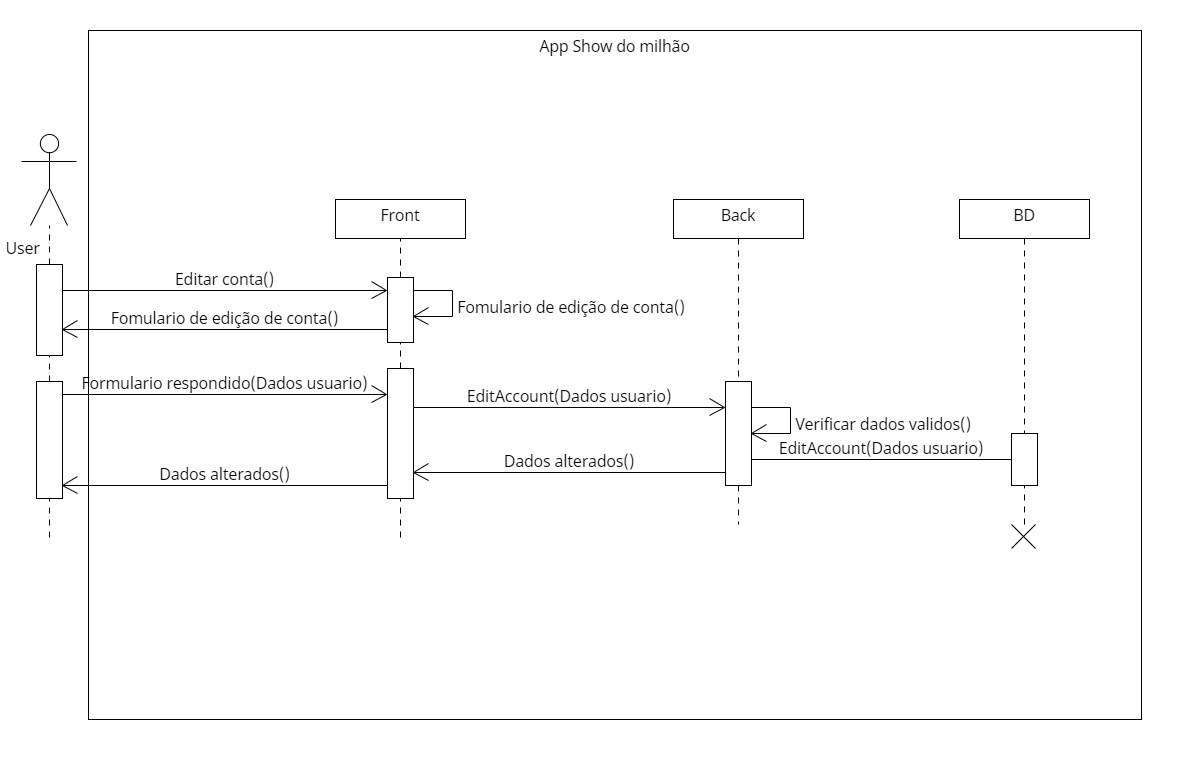 App Show do milhão
User
Front
Back
BD
Editar conta()
Fomulario de edição de conta()
Fomulario de edição de conta()
Formulario respondido(Dados usuario)
EditAccount(Dados usuario)
Verificar dados validos()
EditAccount(Dados usuario)
Dados alterados()
Dados alterados()